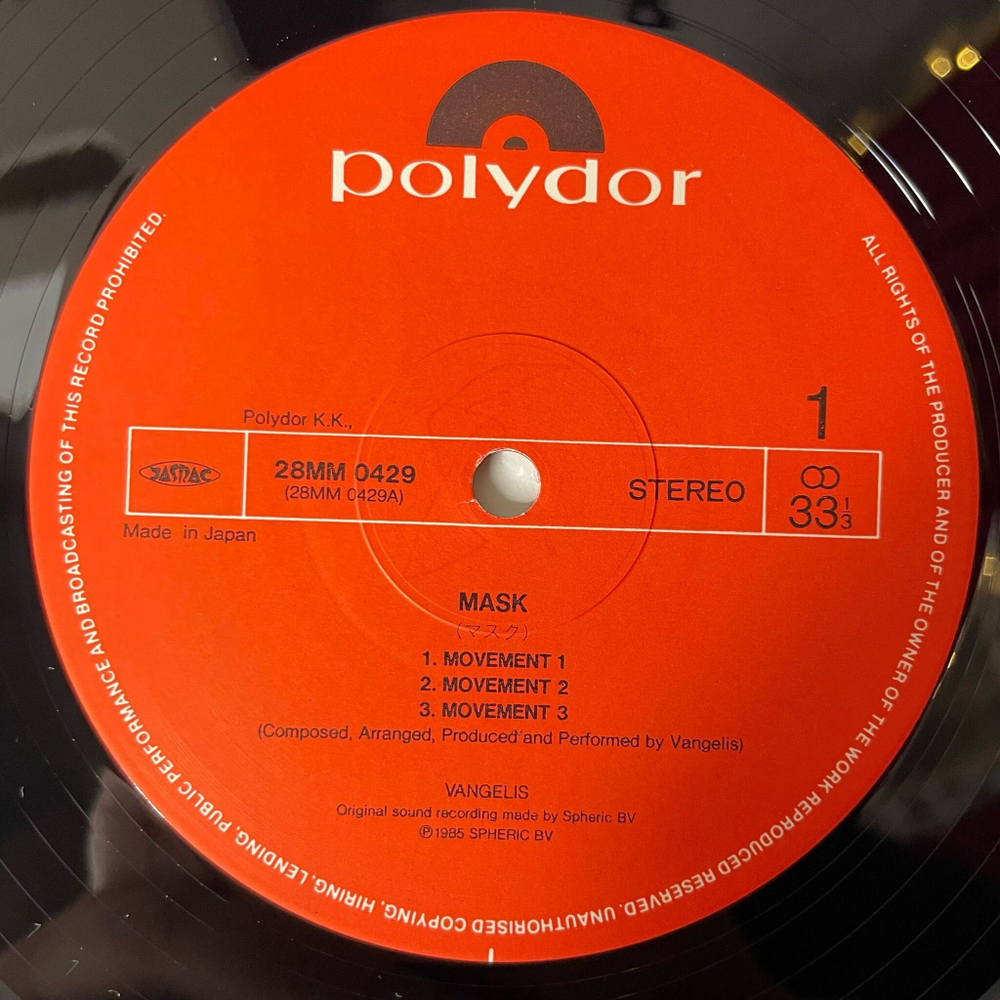 polydor
ALL RIGHTS OF THE PRODUCER AND OF THE OWNER OF THE WORK REPRODUCED RESERVED. UNAUTHORISED COPYING, HIRING, LENDING, PUBLIC PERFORMANCE AND BROADCASTING OF THIS RECORD PROHIBITED.
1
Polydor K.K.,
JASRAC
28MM 0429
(28MM 0429A)
STEREO
33 1/3
Made in Japan
MASK
(マスク)
1. MOVEMENT 1
2. MOVEMENT 2
3. MOVEMENT 3
(Composed, Arranged, Produced and Performed by Vangelis)
VANGELIS
Original sound recording made by Spheric BV
℗1985 SPHERIC BV